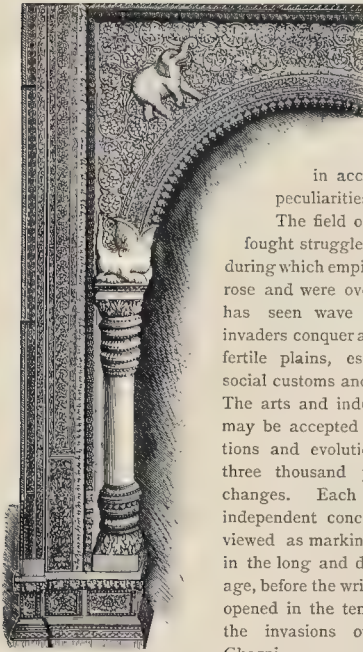 in acc
peculiarities
The field o
fought struggle
during which empi
rose and were ov
has seen wave
invaders conquer a
fertile plains, es
social customs and
The arts and ind
may be accepted
tions and evoluti
three thousand
changes. Each
independent conc
viewed as markin
in the long and d
age, before the wri
opened in the ten
the invasions o